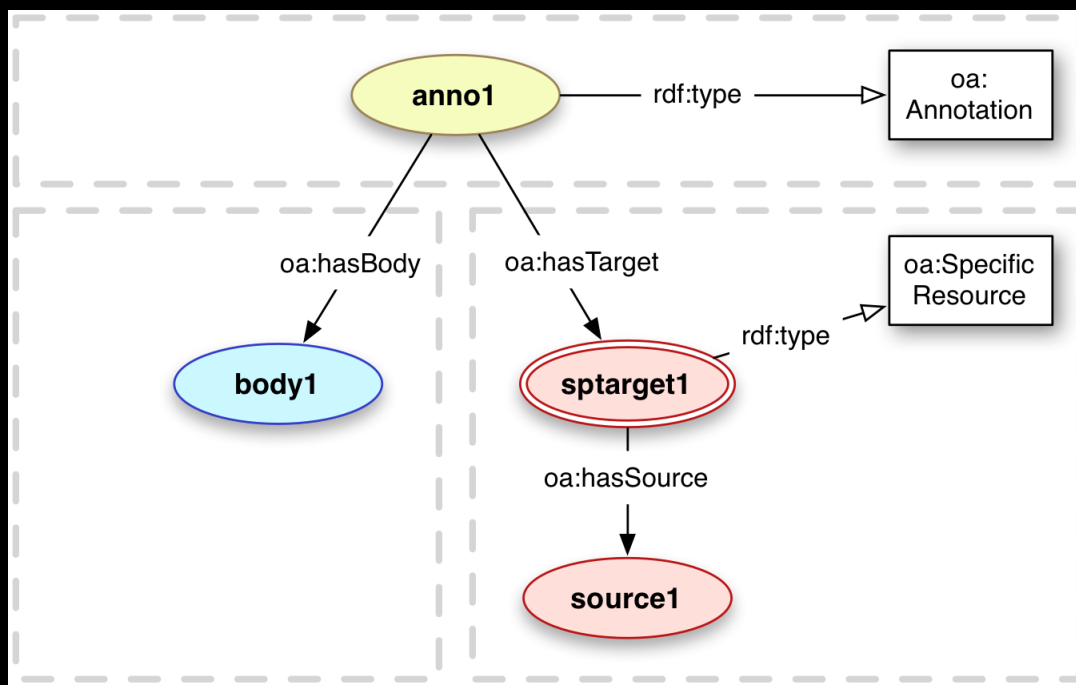 anno1
rdf:type
oa:
Annotation
oa:hasBody
oa:hasTarget
oa:Specific
Resource
rdf:type
body1
sptarget1
oa:hasSource
source1